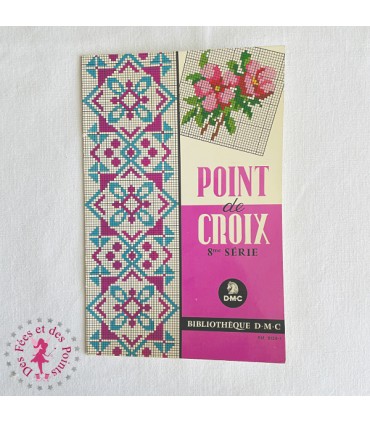 POINT
de
CROIX
8me SÉRIE
DMC
BIBLIOTHÈQUE D·M·C
Des Fées et des Points